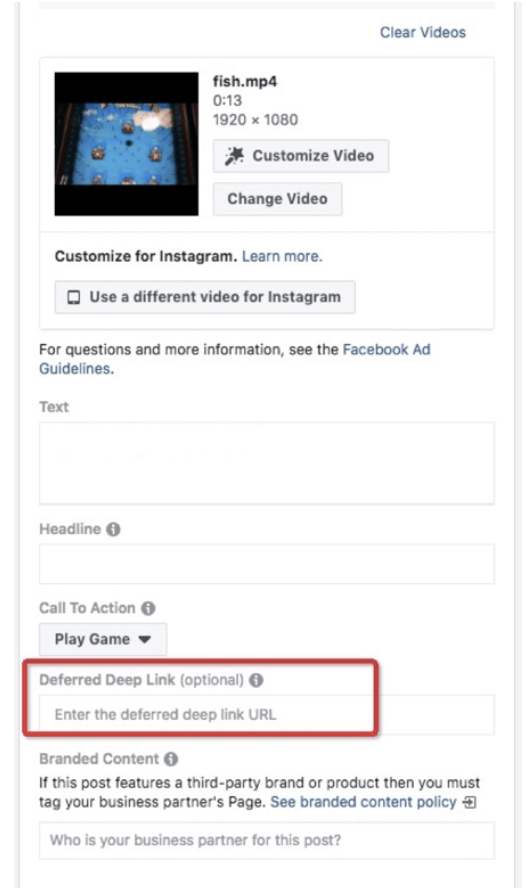 Clear Videos
fish.mp4
0:13
1920 × 1080
Customize Video
Change Video
Customize for Instagram. Learn more.
Use a different video for Instagram
For questions and more information, see the Facebook Ad
Guidelines.
Text
Headline
Call To Action
Play Game
Deferred Deep Link (optional)
Enter the deferred deep link URL
Branded Content
If this post features a third-party brand or product then you must
tag your business partner's Page. See branded content policy
Who is your business partner for this post?